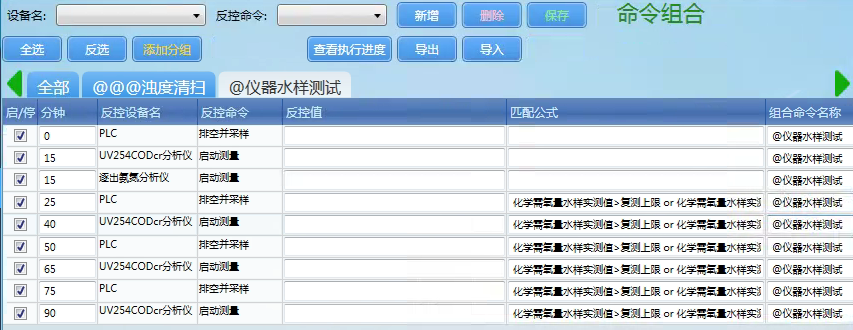 设备名: 反控命令: 新增 删除 保存 命令组合
全选 反选 添加分组 查看执行进度 导出 导入
全部 @@@浊度清扫 @仪器水样测试
启/停 分钟 反控设备名 反控命令 反控值 匹配公式 组合命令名称
0 PLC 排空并采样 @仪器水样测试
15 UV254CODcr分析仪 启动测量 @仪器水样测试
15 逐出氨氮分析仪 启动测量 @仪器水样测试
25 PLC 排空并采样 化学需氧量水样实测值>复测上限 or 化学需氧量水样实测 @仪器水样测试
40 UV254CODcr分析仪 启动测量 化学需氧量水样实测值>复测上限 or 化学需氧量水样实测 @仪器水样测试
50 PLC 排空并采样 化学需氧量水样实测值>复测上限 or 化学需氧量水样实测 @仪器水样测试
65 UV254CODcr分析仪 启动测量 化学需氧量水样实测值>复测上限 or 化学需氧量水样实测 @仪器水样测试
75 PLC 排空并采样 化学需氧量水样实测值>复测上限 or 化学需氧量水样实测 @仪器水样测试
90 UV254CODcr分析仪 启动测量 化学需氧量水样实测值>复测上限 or 化学需氧量水样实测 @仪器水样测试